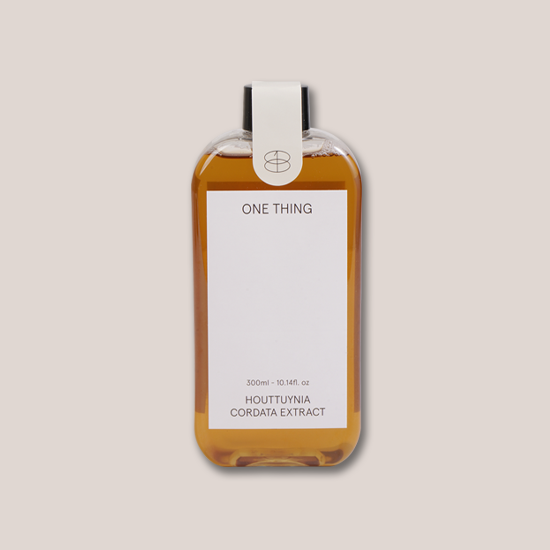 ONE THING
300ml - 10.14fl. oz
HOUTTUYNIA
CORDATA EXTRACT